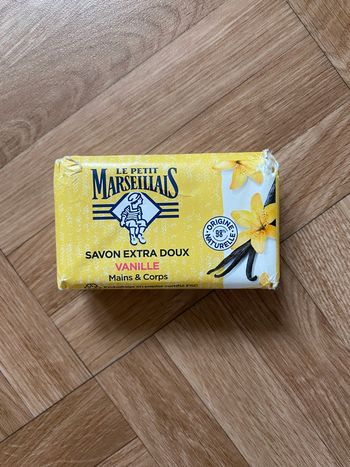 LE PETIT
MARSEILLAIS
SAVON EXTRA DOUX
VANILLE
Mains & Corps
ORIGINE
98%
NATURELLE